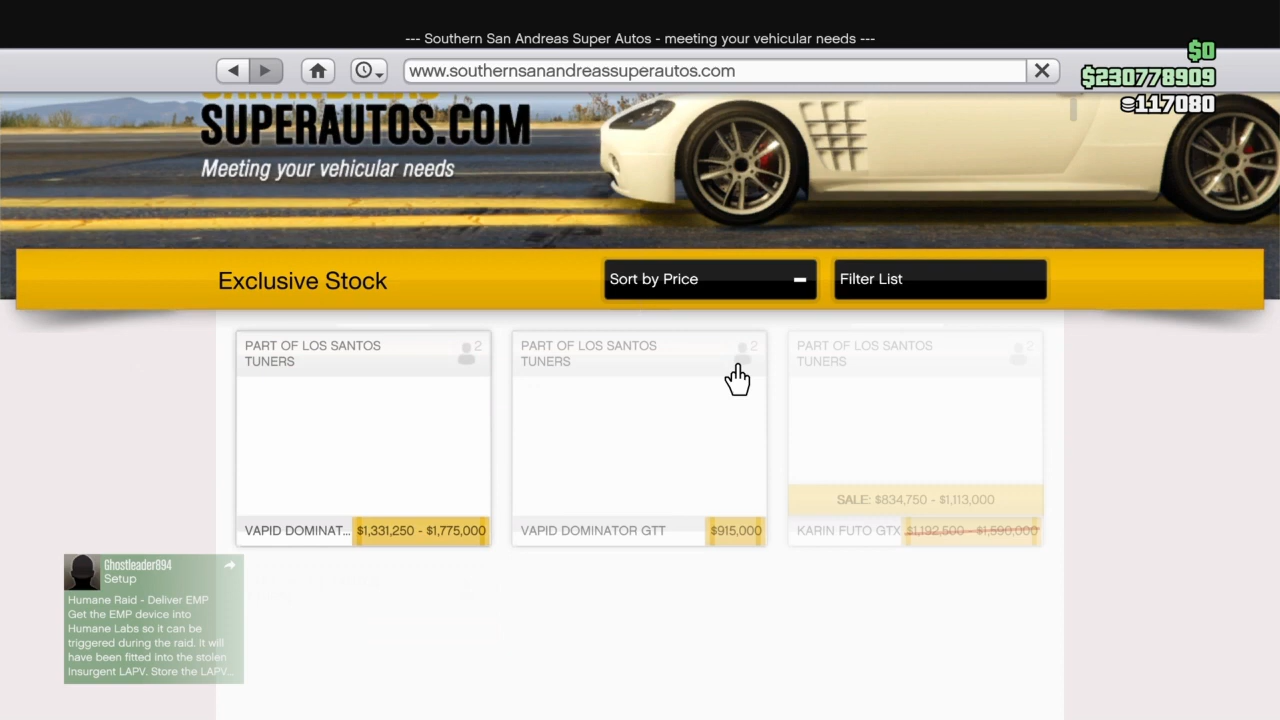 --- Southern San Andreas Super Autos - meeting your vehicular needs ---
www.southernsanandreassuperautos.com
$0
$230778909
117080
SUPERAUTOS.COM
Meeting your vehicular needs
Exclusive Stock
Sort by Price
Filter List
PART OF LOS SANTOS
TUNERS
2
PART OF LOS SANTOS
TUNERS
2
PART OF LOS SANTOS
TUNERS
2
SALE: $834,750 - $1,113,000
VAPID DOMINAT... $1,331,250 - $1,775,000
VAPID DOMINATOR GTT $915,000
KARIN FUTO GTX $1,192,500 - $1,590,000
Ghostleader894
Setup
Humane Raid - Deliver EMP
Get the EMP device into
Humane Labs so it can be
triggered during the raid. It will
have been fitted into the stolen
Insurgent LAPV. Store the LAPV...